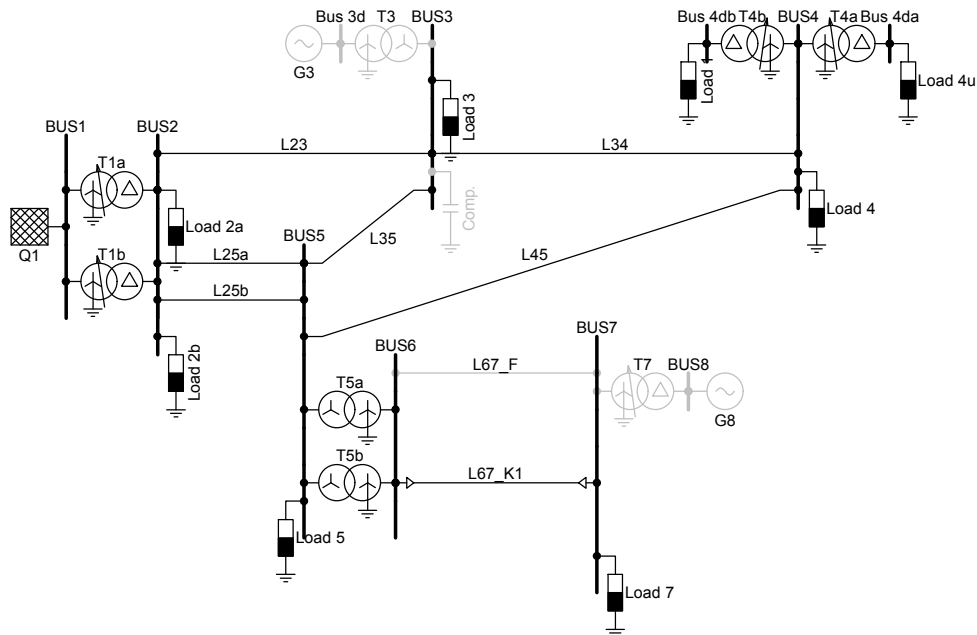 Bus 3d T3 BUS3
Bus 4db T4b BUS4 T4a Bus 4da
G3
Load 3
Load 4u
BUS1 BUS2
L23 L34
T1a
Comp.
Load 2a
Load 4
BUS5
L35
Q1
T1b
L25a
L45
L25b
BUS6 BUS7
Load 2b
L67_F
T7 BUS8
T5a
G8
T5b
L67_K1
Load 5
Load 7